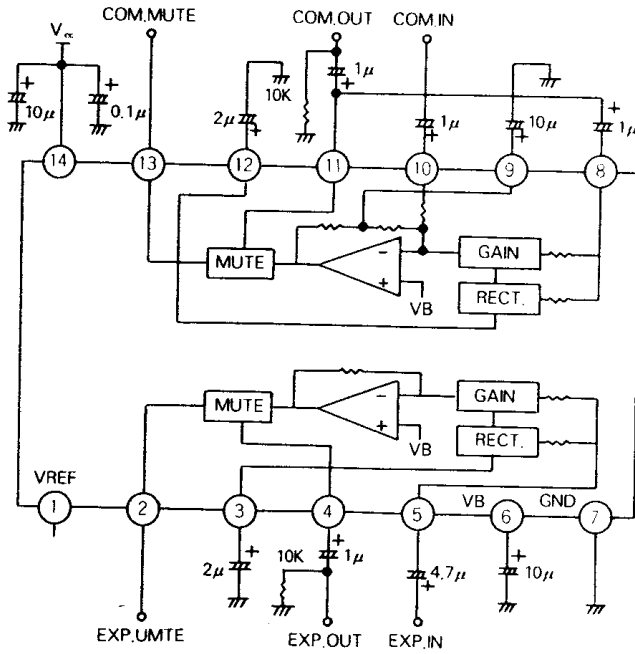 COM.MUTE COM.OUT COM.IN
Vcc
10K 1μ
10μ 0.1μ 2μ 1μ 10μ 1μ
14 13 12 11 10 9 8
MUTE - GAIN
+ RECT.
VB
MUTE - GAIN
+ RECT.
VB
VREF VB GND
1 2 3 4 5 6 7
2μ 10K 1μ 4.7μ 10μ
EXP.UMTE EXP.OUT EXP.IN